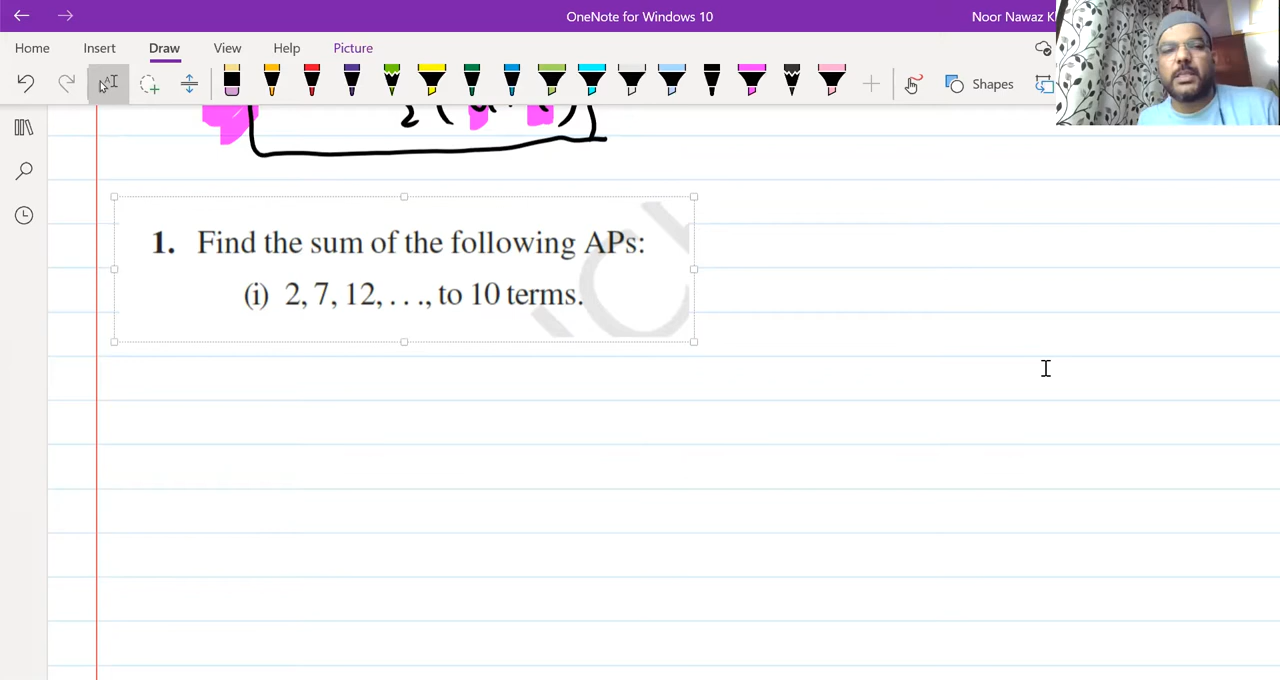 OneNote for Windows 10
Noor Nawaz K
Home Insert Draw View Help Picture
Shapes
2 (
)
1. Find the sum of the following APs:
(i) 2, 7, 12, . . ., to 10 terms.